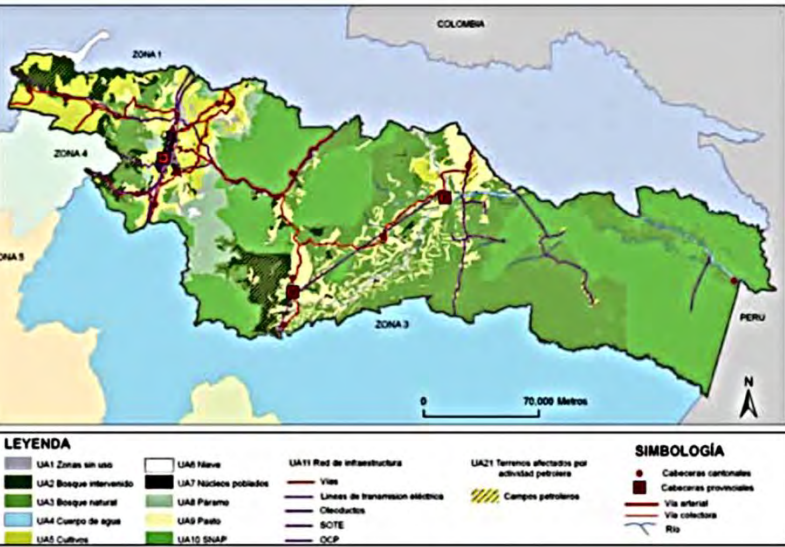 COLOMBIA
ZONA 1
ZONA 4
ZONA 5
ZONA 3
PERU
N
0 70.000 Metros
LEYENDA
UA1 Zonas sin uso
UA2 Bosque intervenido
UA3 Bosque natural
UA4 Cuerpo de agua
UA5 Cultivos
UA6 Nieve
UA7 Núcleos poblados
UA8 Páramo
UA9 Pasto
UA10 SNAP
UA11 Red de infraestructura
Vías
Líneas de transmision eléctrica
Oleoductos
SOTE
OCP
UA21 Terrenos afectados por
actividad petrolera
Campos petroleros
SIMBOLOGÍA
Cabeceras cantonales
Cabeceras provinciales
Vía arterial
Vía colectora
Río